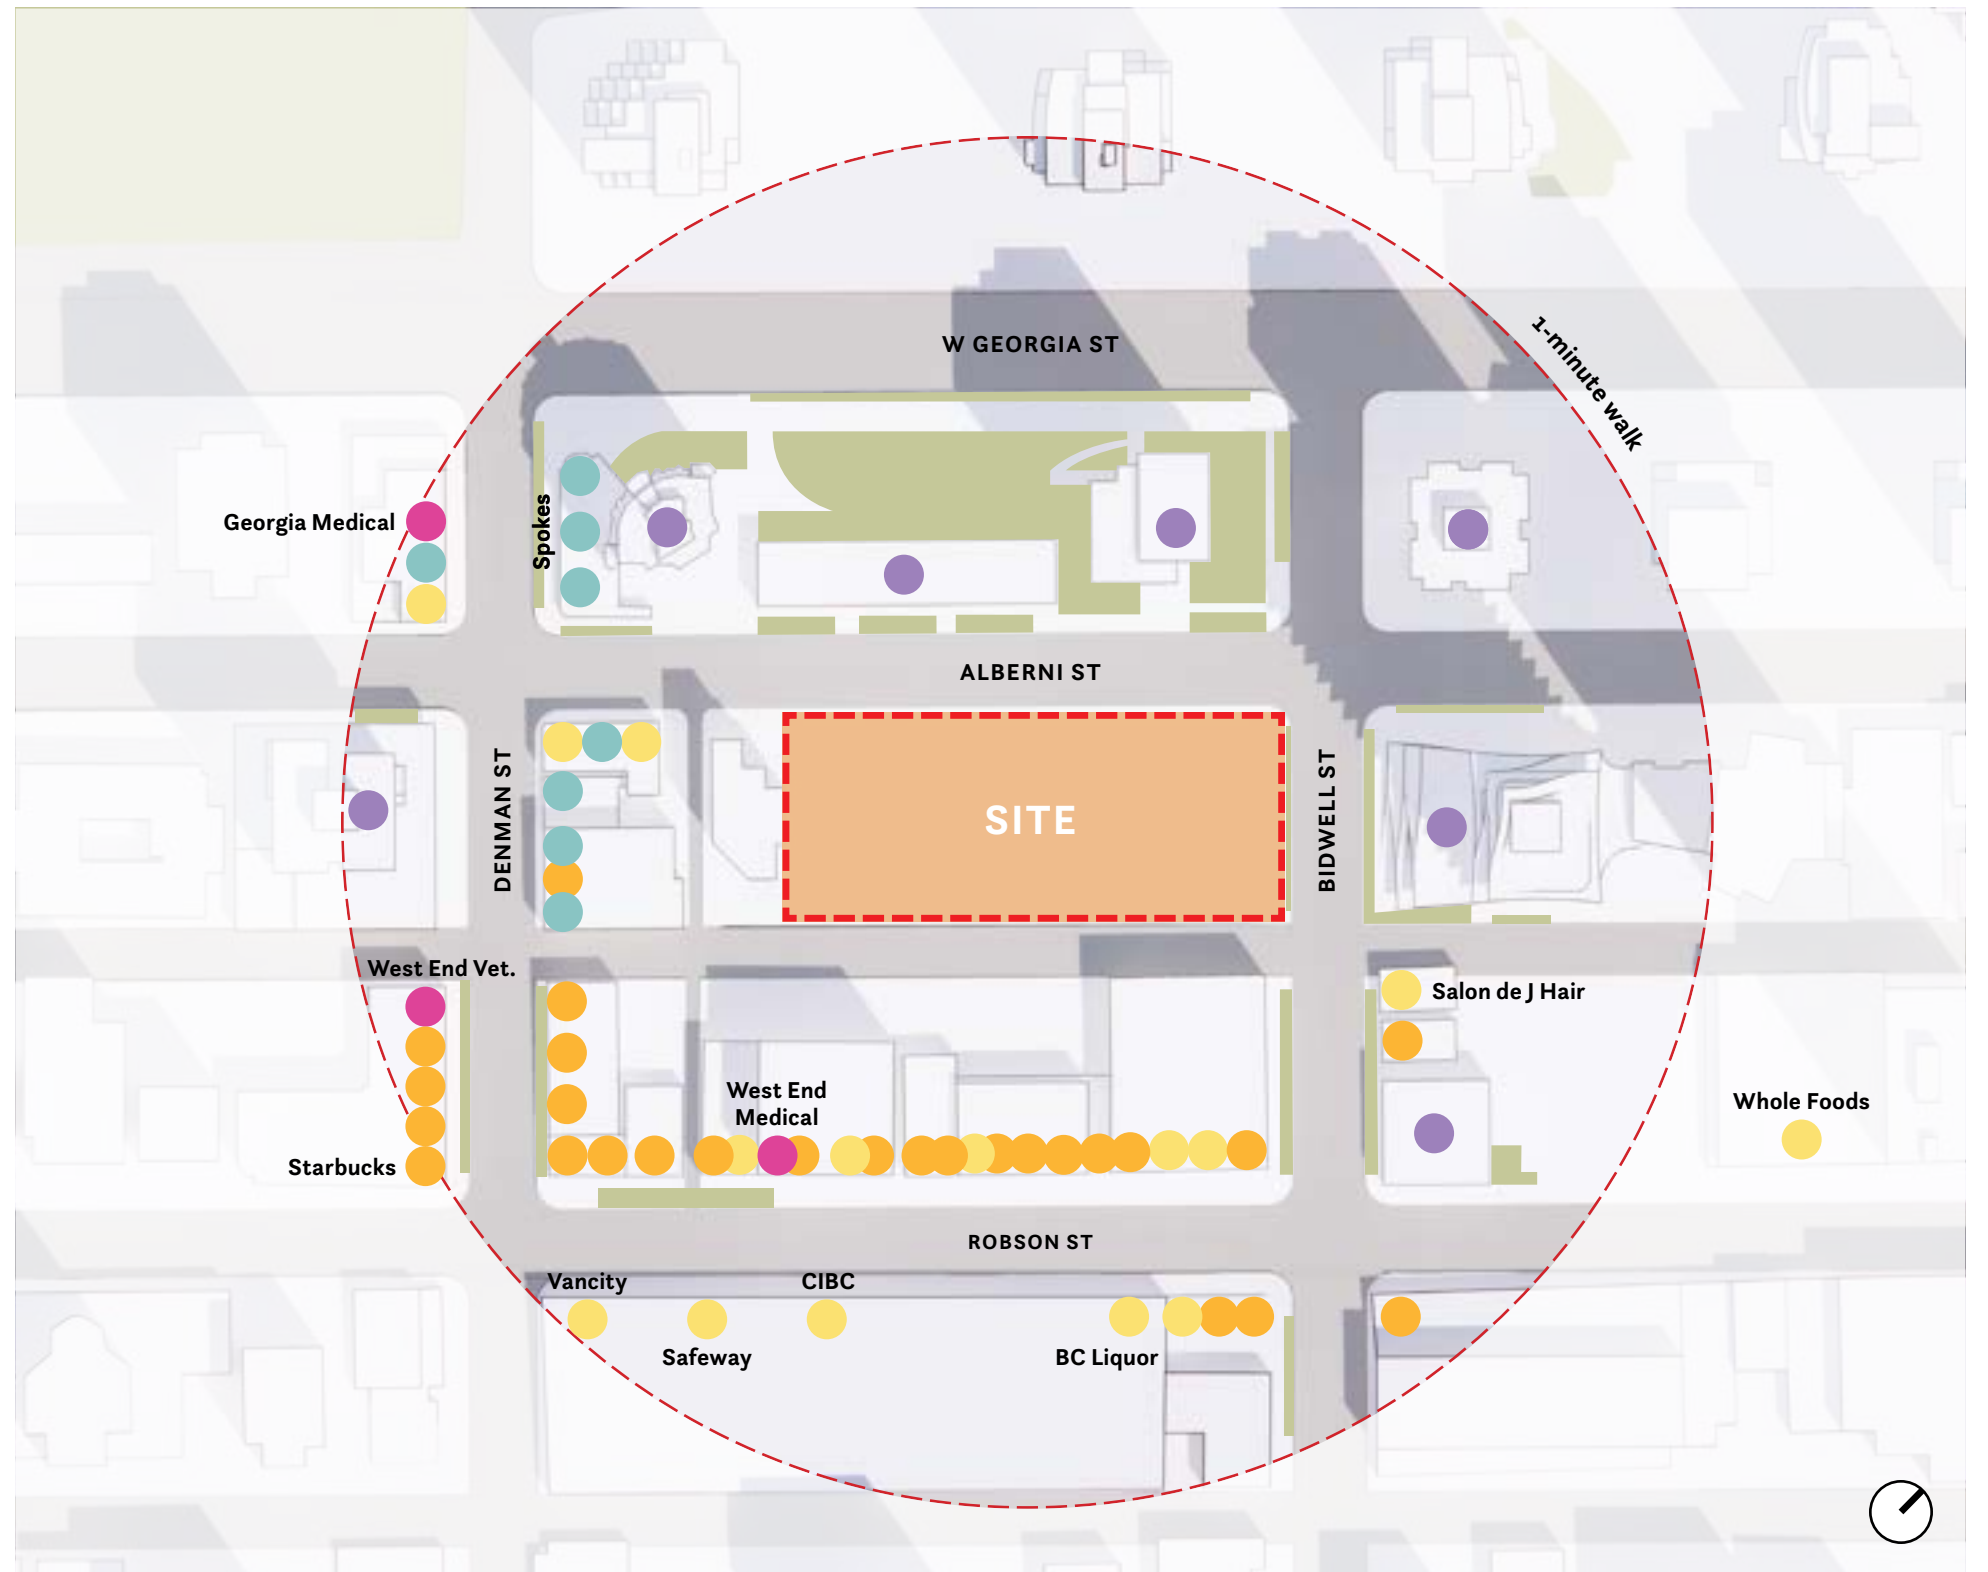 W GEORGIA ST
1-minute walk
Georgia Medical
Spokes
ALBERNI ST
DENMAN ST
SITE
BIDWELL ST
West End Vet.
Salon de J Hair
West End
Medical
Whole Foods
Starbucks
ROBSON ST
Vancity
CIBC
Safeway
BC Liquor